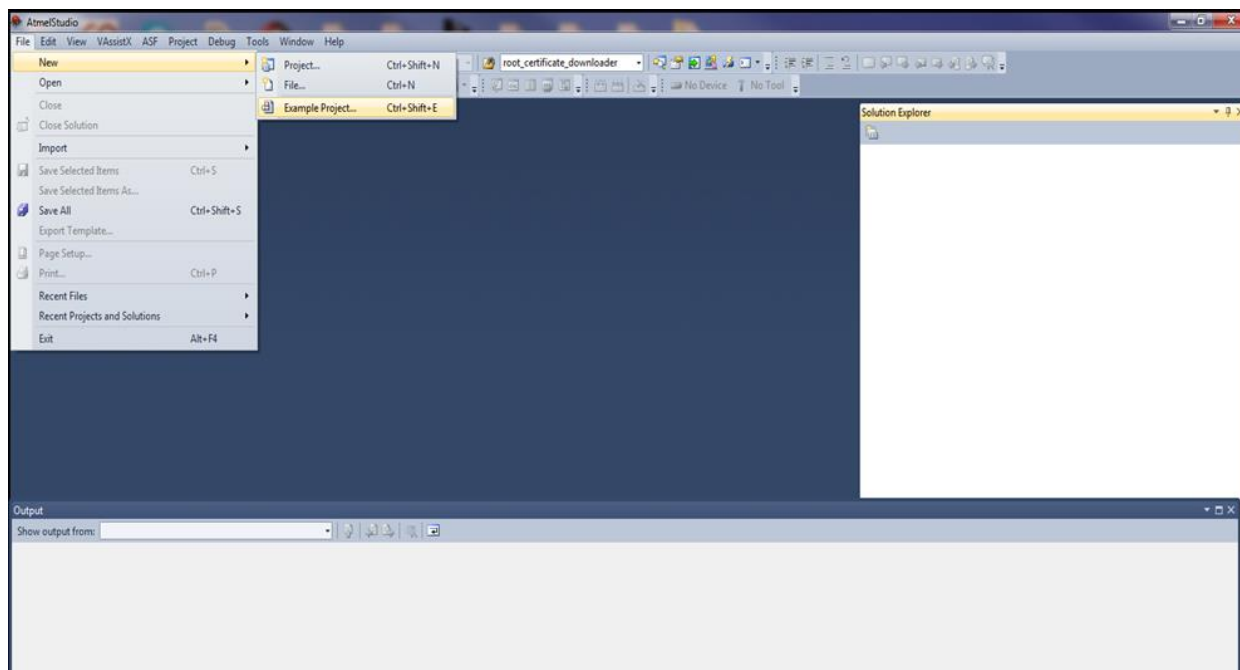 AtmelStudio
File Edit View VAssistX ASF Project Debug Tools Window Help
New
Project... Ctrl+Shift+N
root_certificate_downloader
Open
File... Ctrl+N
No Device No Tool
Close
Example Project... Ctrl+Shift+E
Solution Explorer
Close Solution
Import
Save Selected Items Ctrl+S
Save Selected Items As...
Save All Ctrl+Shift+S
Export Template...
Page Setup...
Print... Ctrl+P
Recent Files
Recent Projects and Solutions
Exit Alt+F4
Output
Show output from: